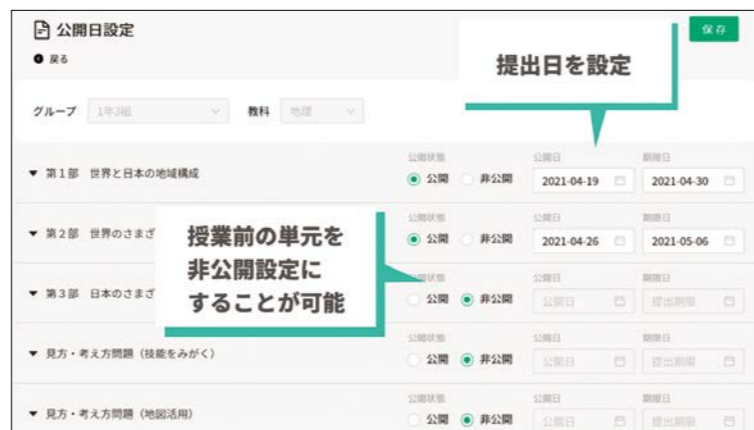 公開日設定
保存
戻る
提出日を設定
グループ 1年3組 教科 地理
公開状態 公開日 期限日
▼ 第1部 世界と日本の地域構成 公開 非公開 2021-04-19 2021-04-30
公開状態 公開日 期限日
▼ 第2部 世界のさまざ 公開 非公開 2021-04-26 2021-05-06
授業前の単元を
非公開設定に
することが可能
公開状態 公開日 期限日
▼ 第3部 日本のさまざ 公開 非公開 公開日 提出期限
公開状態 公開日 期限日
▼ 見方・考え方問題（技能をみがく） 公開 非公開 公開日 提出期限
公開状態 公開日 期限日
▼ 見方・考え方問題（地図活用） 公開 非公開 公開日 提出期限